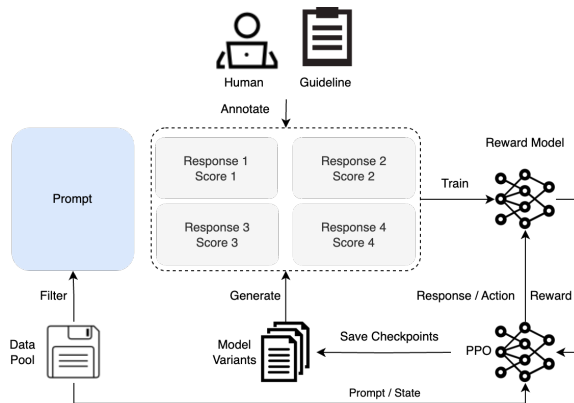 Human
Guideline
Annotate
Reward Model
Response 1
Score 1
Response 2
Score 2
Prompt
Train
Response 3
Score 3
Response 4
Score 4
Filter
Generate
Response / Action
Reward
Data
Pool
Model
Variants
Save Checkpoints
PPO
Prompt / State